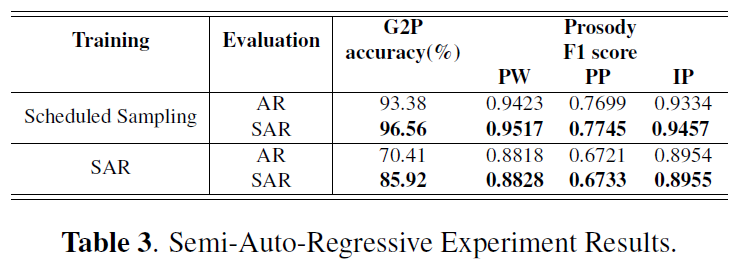 Training Evaluation G2P accuracy(%) Prosody F1 score
PW PP IP
Scheduled Sampling AR 93.38 0.9423 0.7699 0.9334
SAR 96.56 0.9517 0.7745 0.9457
SAR AR 70.41 0.8818 0.6721 0.8954
SAR 85.92 0.8828 0.6733 0.8955
Table 3. Semi-Auto-Regressive Experiment Results.